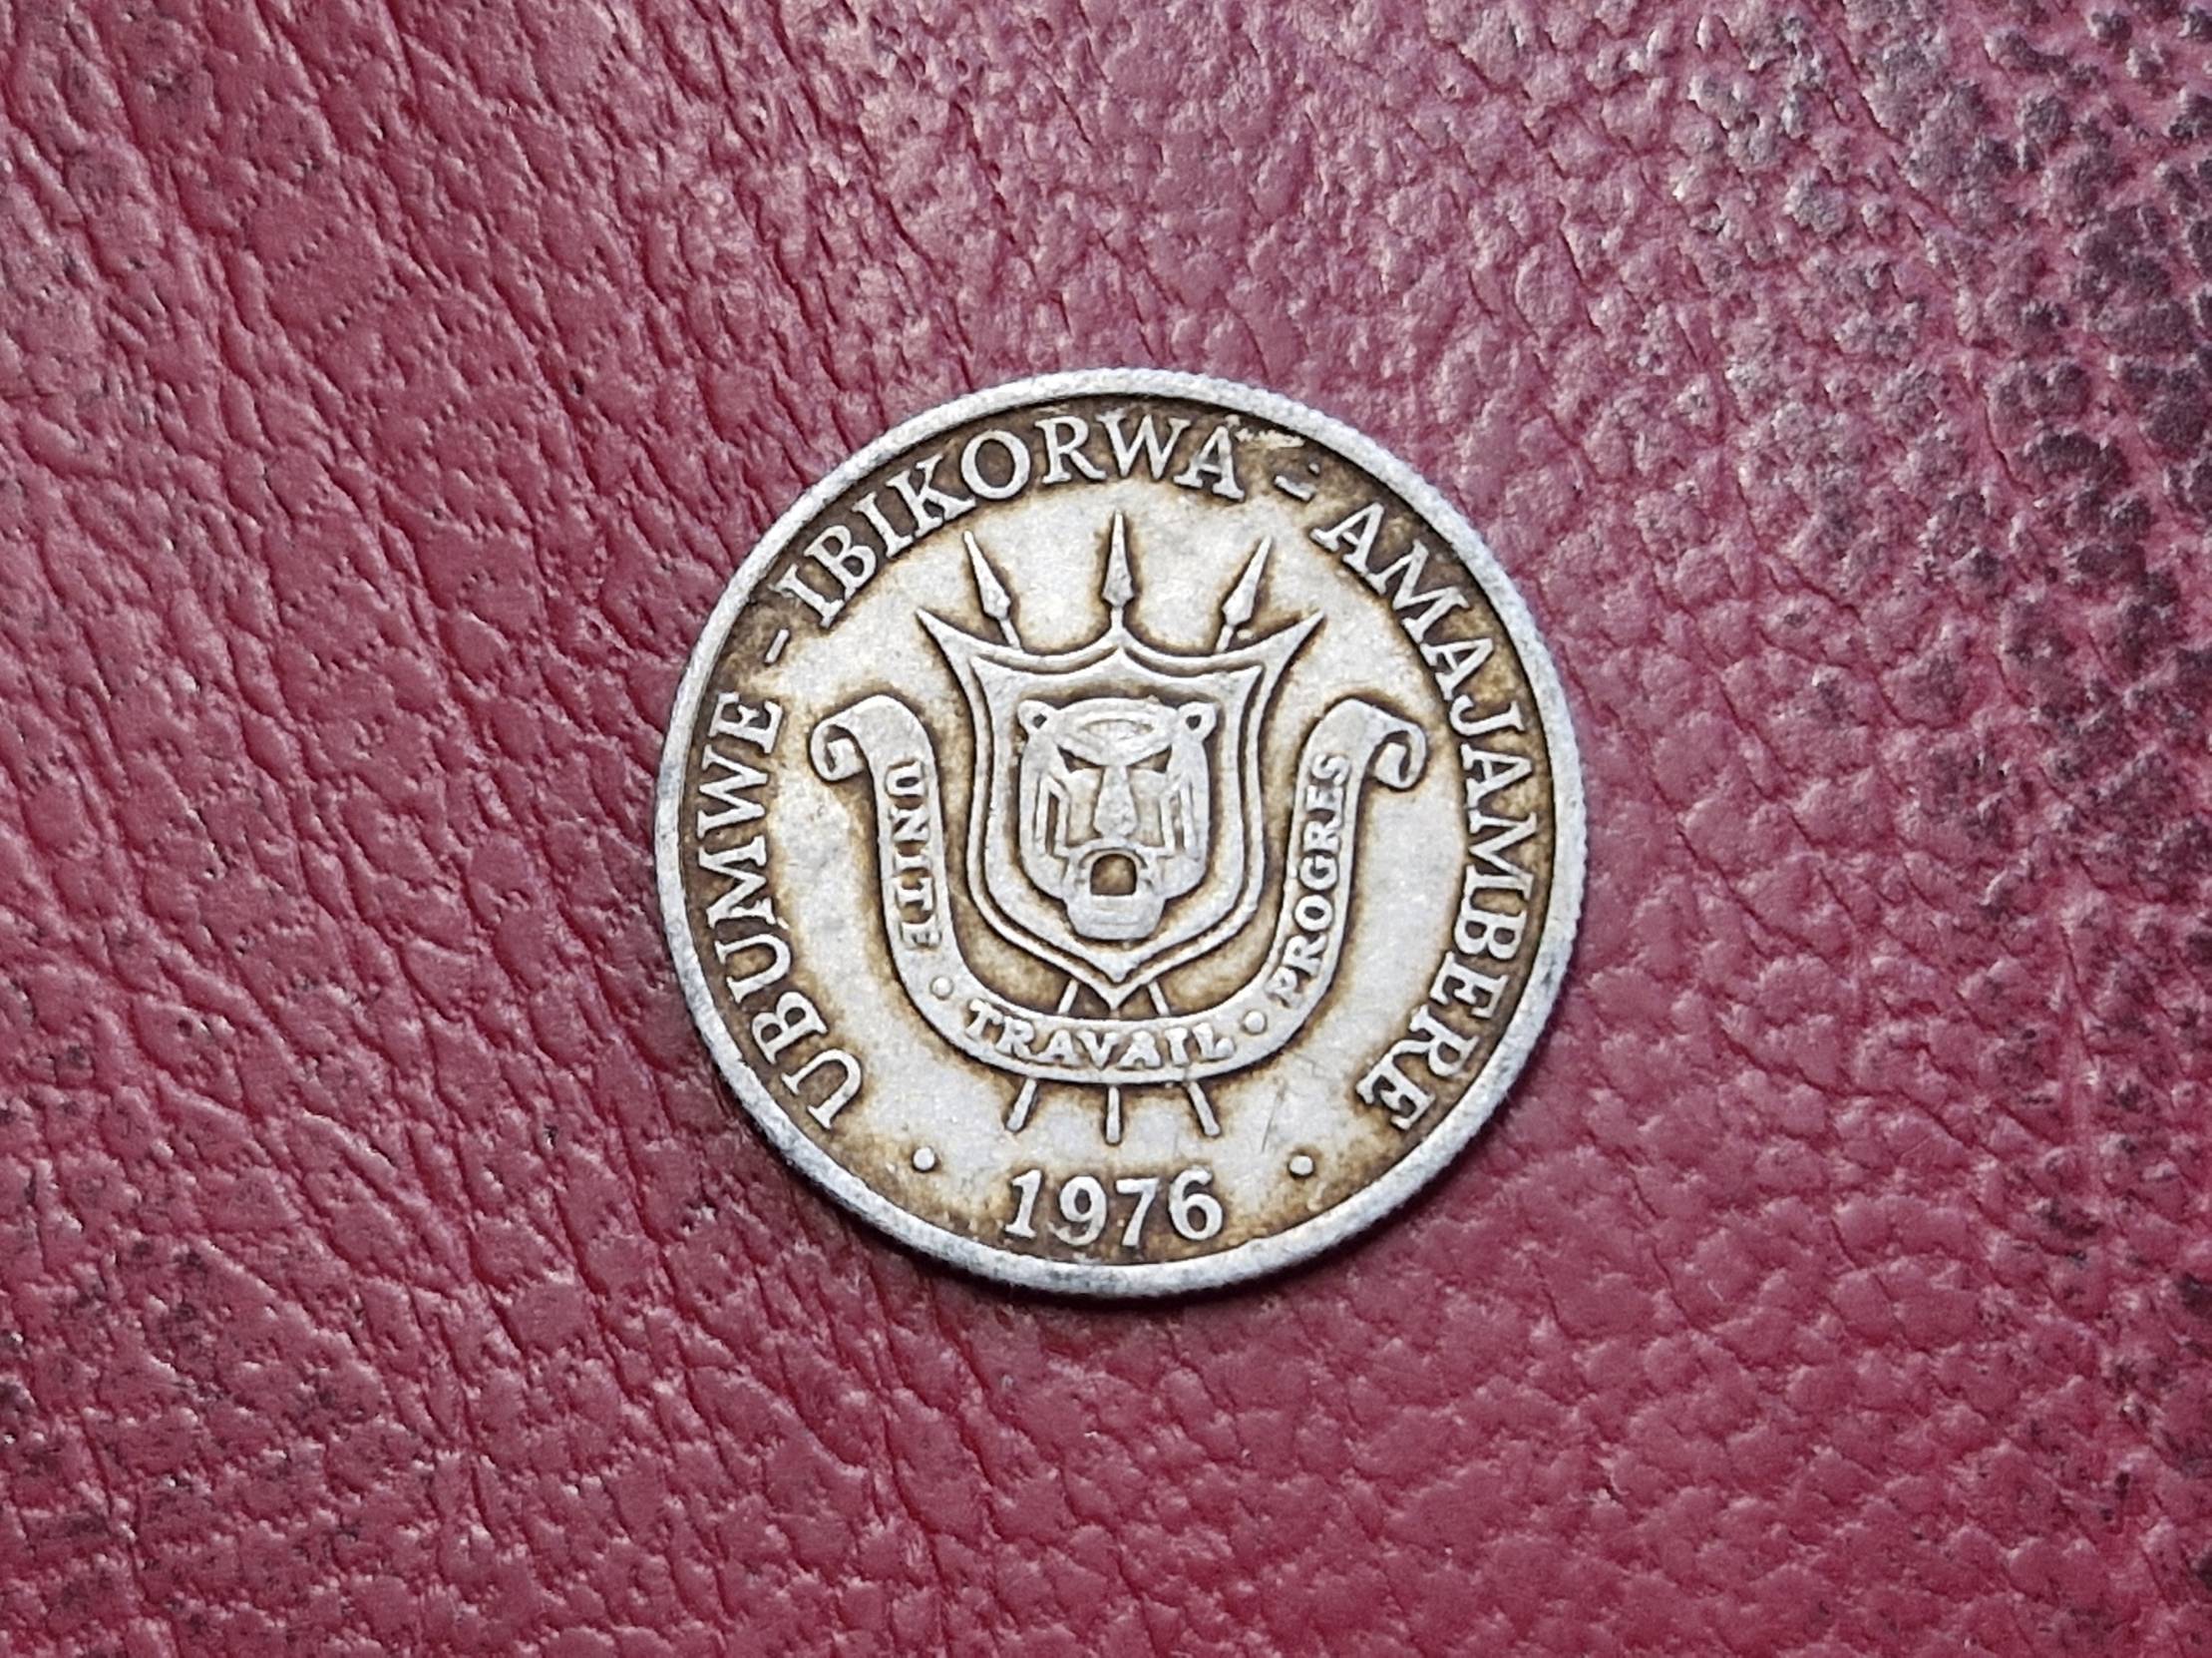 UBUMWE - IBIKORWA - AMAJAMBERE
UNITE · TRAVAIL · PROGRES
· 1976 ·